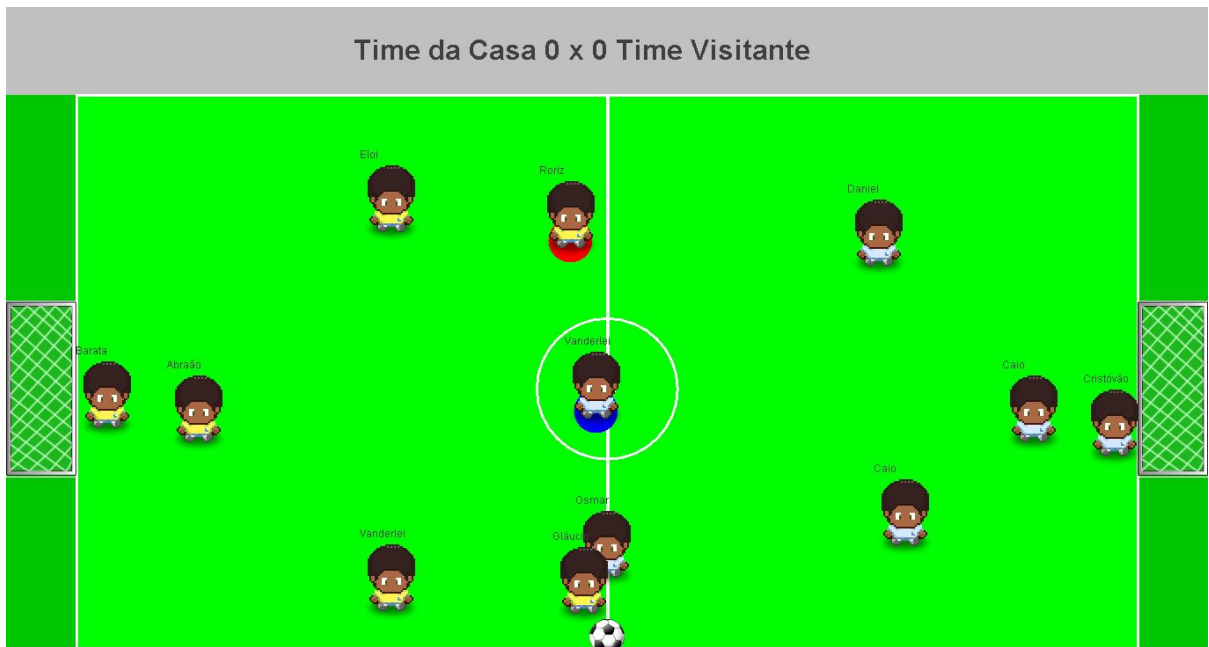 Time da Casa 0 x 0 Time Visitante
Eloi
Roriz
Daniel
Vanderlei
Barata
Abraão
Caio
Cristóvão
Caio
Osmar
Vanderlei